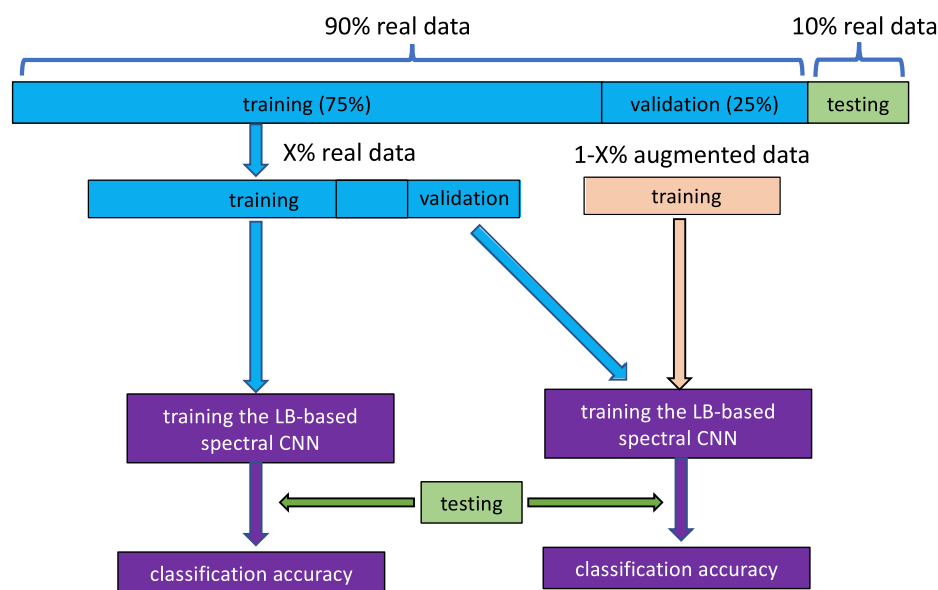 90% real data
10% real data
training (75%)
validation (25%)
testing
X% real data
1-X% augmented data
training
validation
training
training the LB-based
spectral CNN
training the LB-based
spectral CNN
testing
classification accuracy
classification accuracy